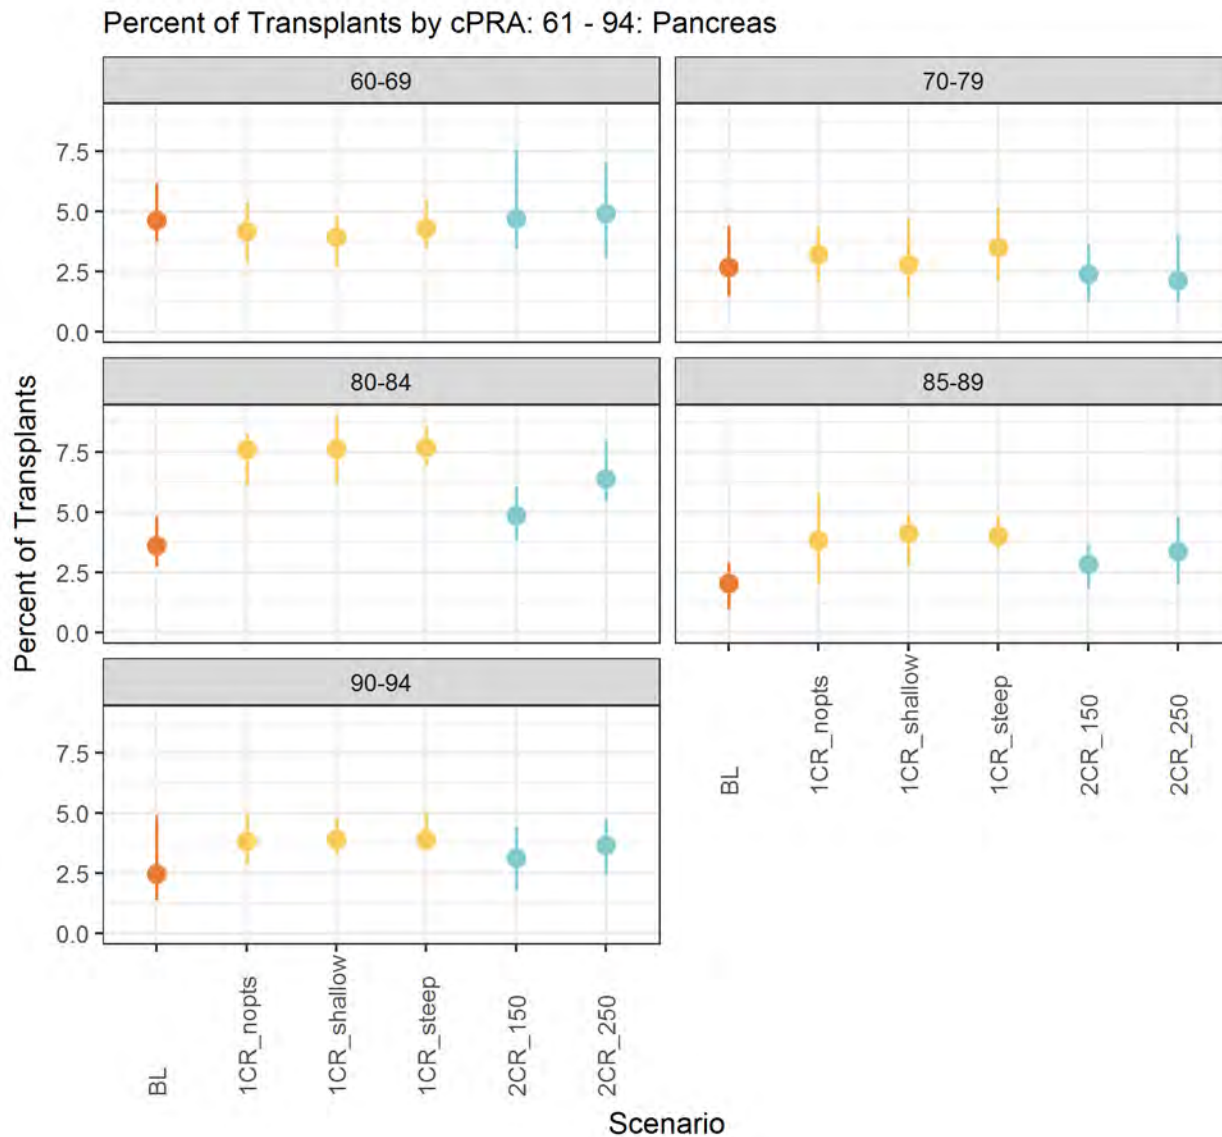 Percent of Transplants by cPRA: 61 - 94: Pancreas
60-69
70-79
7.5
5.0
2.5
0.0
80-84
85-89
7.5
5.0
2.5
0.0
90-94
7.5
5.0
2.5
0.0
Percent of Transplants
BL
1CR_nopts
1CR_shallow
1CR_steep
2CR_150
2CR_250
BL
1CR_nopts
1CR_shallow
1CR_steep
2CR_150
2CR_250
Scenario